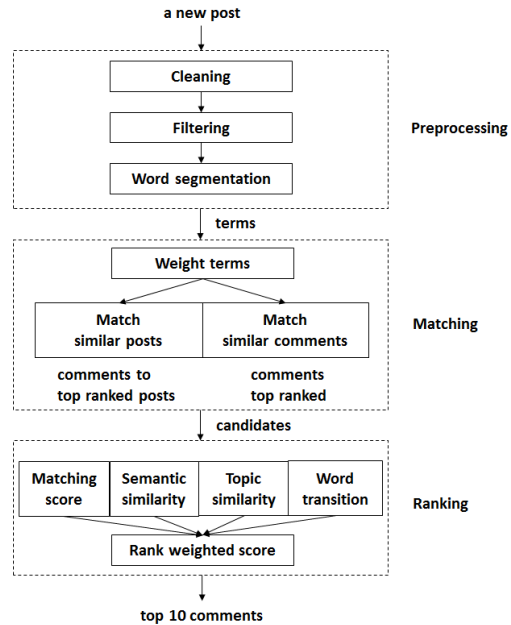 a new post
Cleaning
Filtering
Preprocessing
Word segmentation
terms
Weight terms
Match
similar posts
Match
similar comments
Matching
comments to
top ranked posts
comments
top ranked
candidates
Matching
score
Semantic
similarity
Topic
similarity
Word
transition
Ranking
Rank weighted score
top 10 comments